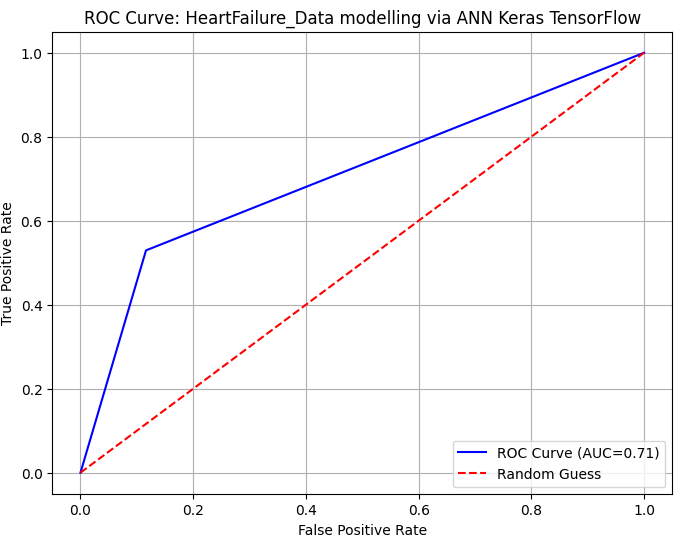 ROC Curve: HeartFailure_Data modelling via ANN Keras TensorFlow
True Positive Rate
1.0
0.8
0.6
0.4
0.2
0.0
0.0 0.2 0.4 0.6 0.8 1.0
False Positive Rate
ROC Curve (AUC=0.71)
Random Guess